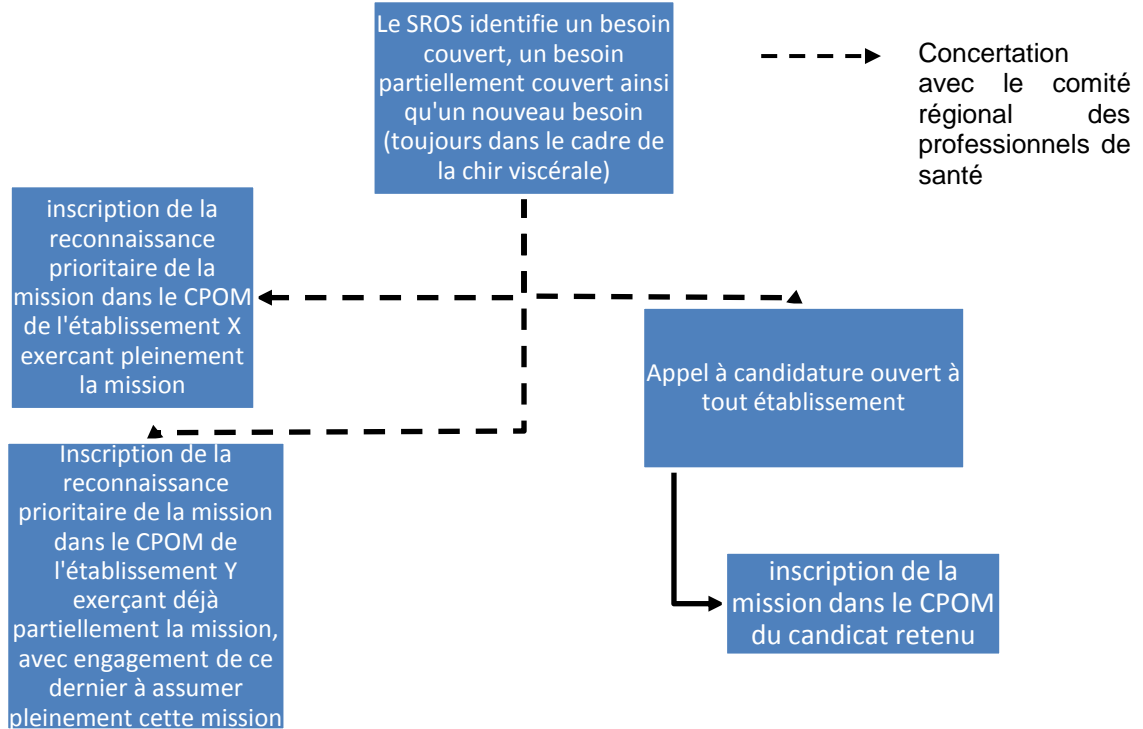 Le SROS identifie un besoin
couvert, un besoin
partiellement couvert ainsi
qu'un nouveau besoin
(toujours dans le cadre de
la chir viscérale)
Concertation
avec le comité
régional des
professionnels de
santé
inscription de la
reconnaissance
prioritaire de la
mission dans le CPOM
de l'établissement X
exercant pleinement
la mission
Appel à candidature ouvert à
tout établissement
Inscription de la
reconnaissance
prioritaire de la mission
dans le CPOM de
l'établissement Y
exerçant déjà
partiellement la mission,
avec engagement de ce
dernier à assumer
pleinement cette mission
inscription de la
mission dans le CPOM
du candicat retenu